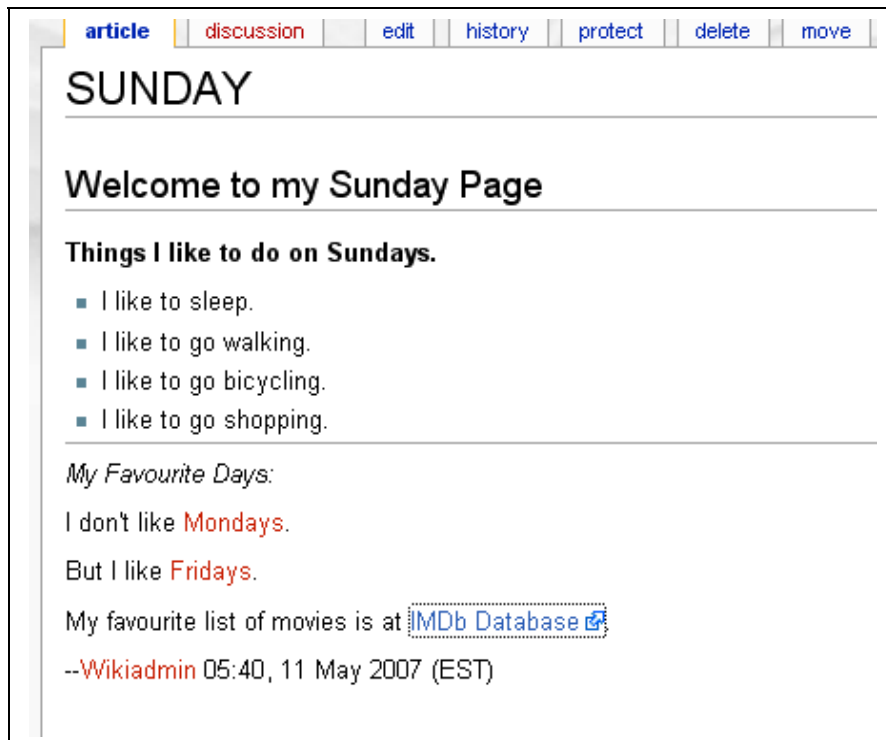 article discussion edit history protect delete move
SUNDAY
Welcome to my Sunday Page
Things I like to do on Sundays.
I like to sleep.
I like to go walking.
I like to go bicycling.
I like to go shopping.
My Favourite Days:
I don't like Mondays.
But I like Fridays.
My favourite list of movies is at IMDb Database
--Wikiadmin 05:40, 11 May 2007 (EST)